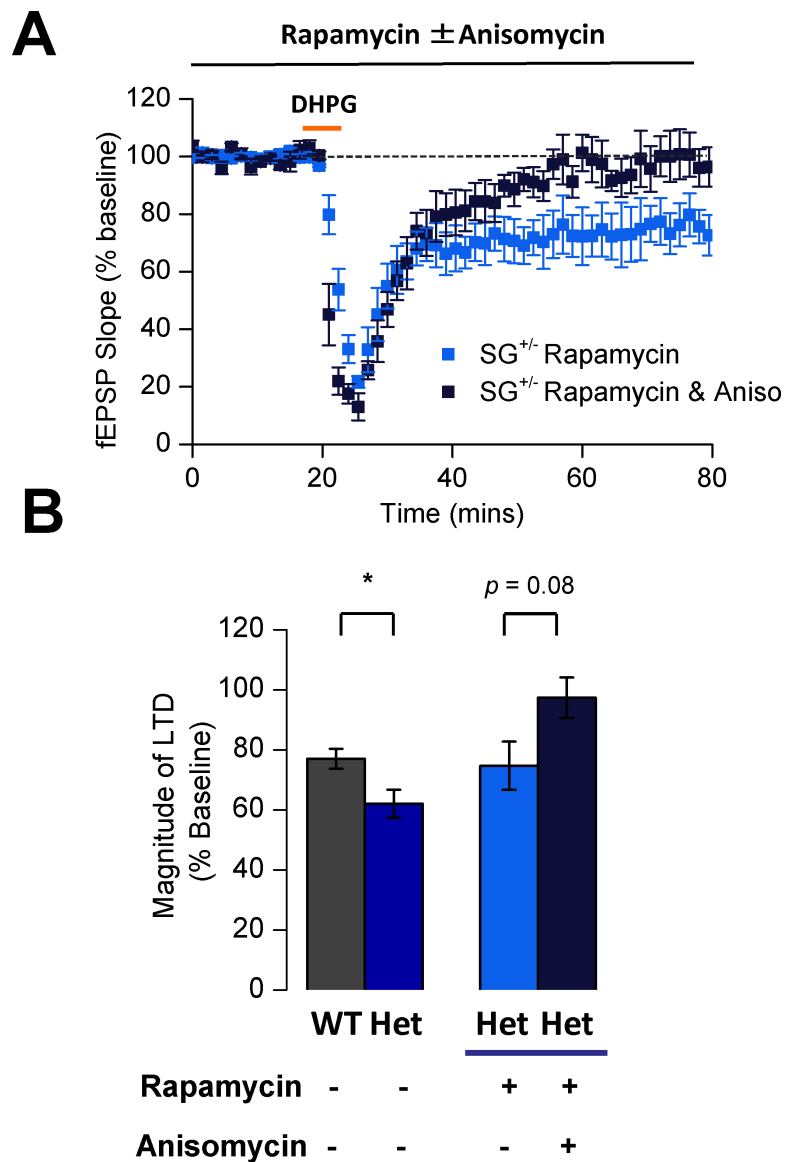 A
Rapamycin ± Anisomycin
DHPG
120
100
80
60
40
20
0
fEPSP Slope (% baseline)
SG+/- Rapamycin
SG+/- Rapamycin & Aniso
0 20 40 60 80
Time (mins)
B
* p = 0.08
120
100
80
60
40
20
0
Magnitude of LTD
(% Baseline)
WT Het Het Het
Rapamycin - - + +
Anisomycin - - - +